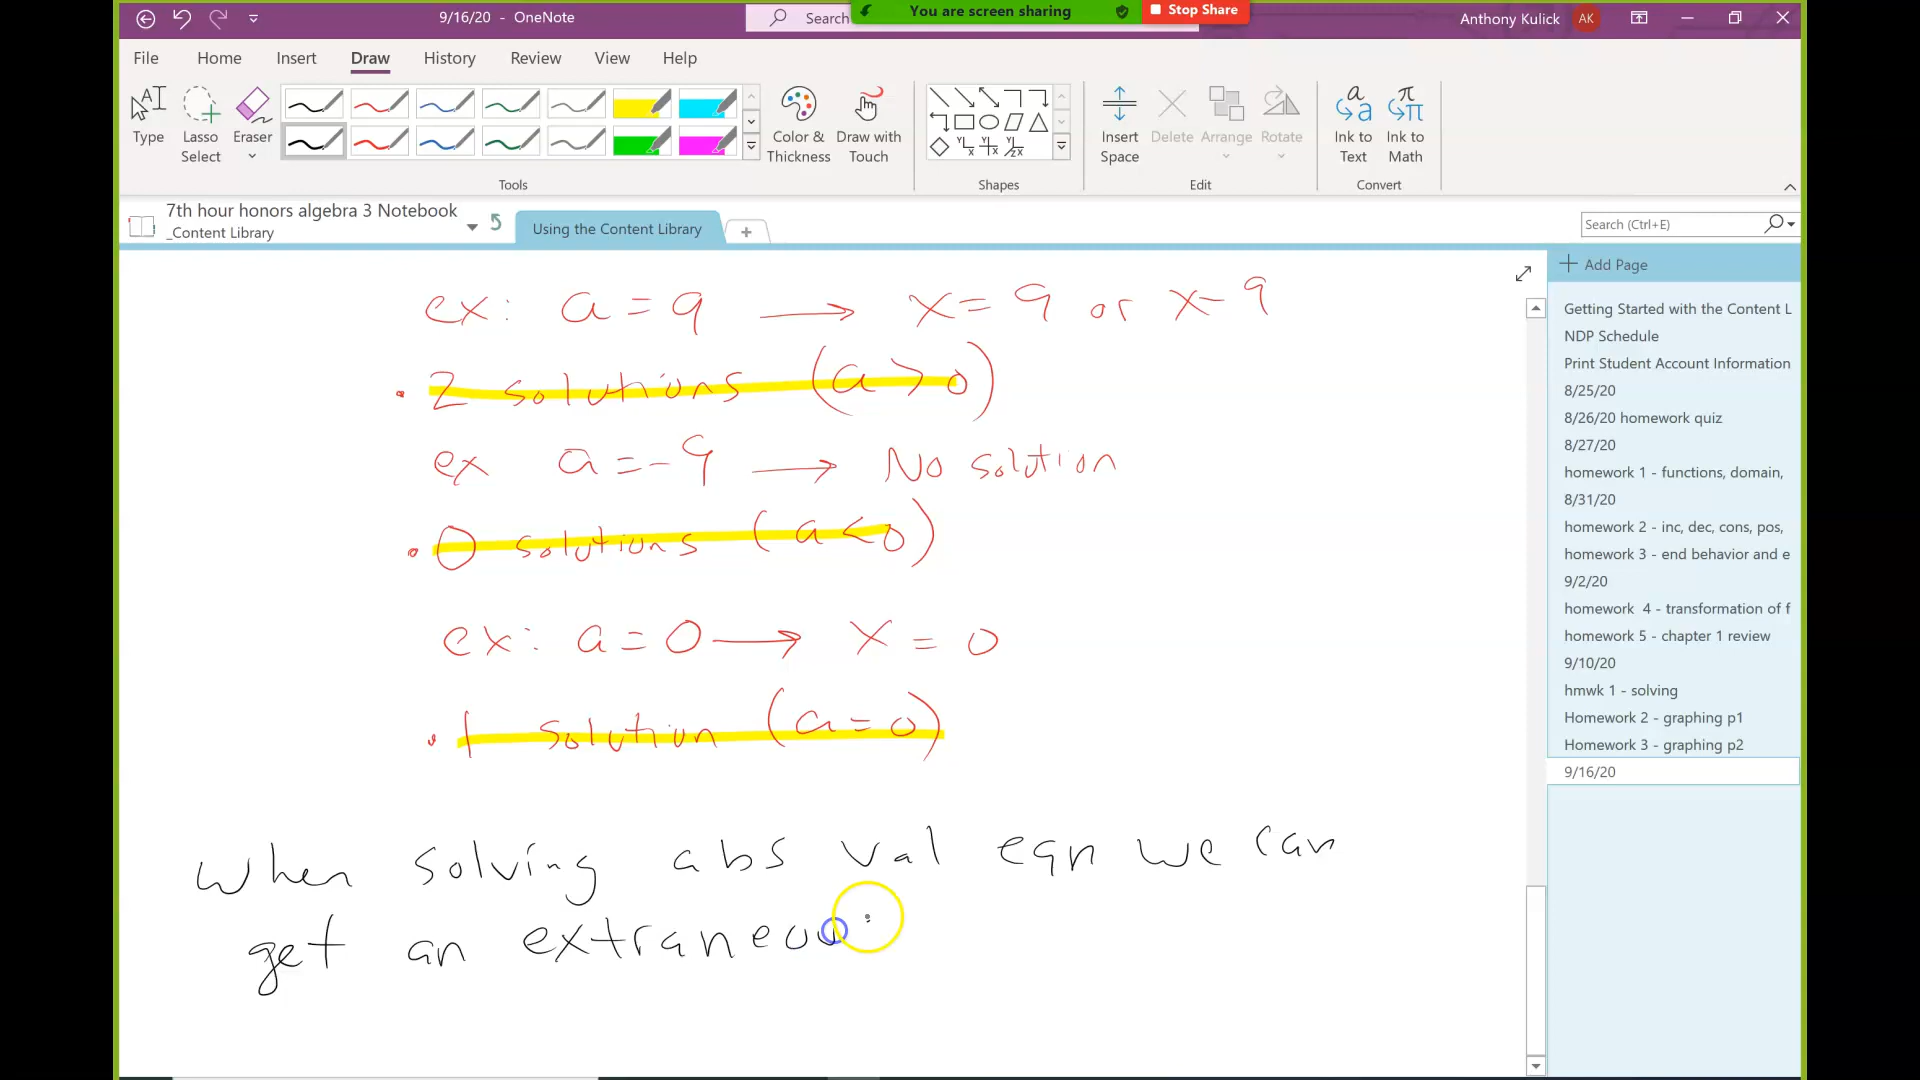 9/16/20 - OneNote
Search
You are screen sharing
Stop Share
Anthony Kulick
AK
File Home Insert Draw History Review View Help
Type
Lasso Select
Eraser
Color & Thickness
Draw with Touch
Insert Space
Delete
Arrange
Rotate
Ink to Text
Ink to Math
Tools
Shapes
Edit
Convert
7th hour honors algebra 3 Notebook
_Content Library
Using the Content Library
Search (Ctrl+E)
Add Page
Getting Started with the Content L
NDP Schedule
Print Student Account Information
8/25/20
8/26/20 homework quiz
8/27/20
homework 1 - functions, domain,
8/31/20
homework 2 - inc, dec, cons, pos,
homework 3 - end behavior and e
9/2/20
homework 4 - transformation of f
homework 5 - chapter 1 review
9/10/20
hmwk 1 - solving
Homework 2 - graphing p1
Homework 3 - graphing p2
9/16/20
ex: a = 9 → x = 9 or x - 9
. 2 solutions (a > 0)
ex a = -9 → No solution
. 0 solutions (a < 0)
ex: a = 0 → x = 0
. 1 solution (a = 0)
When solving abs val eqn we can
get an extraneou